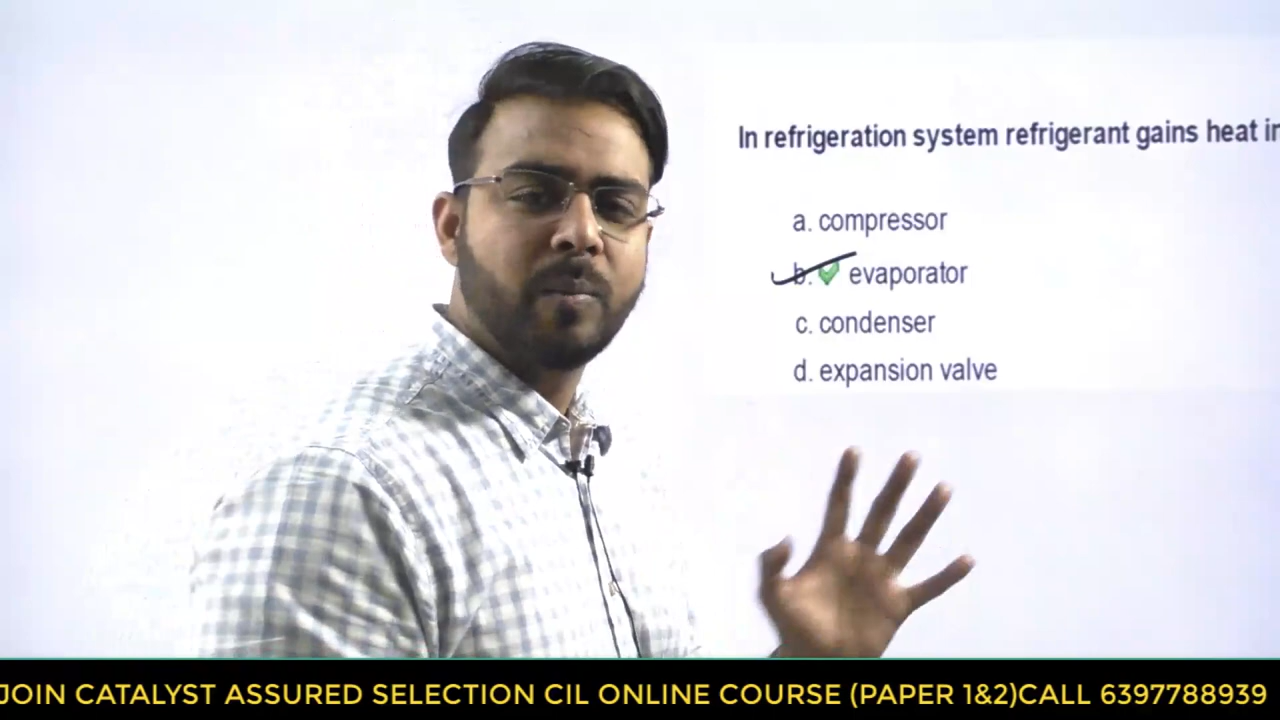 In refrigeration system refrigerant gains heat in
a. compressor
b. evaporator
c. condenser
d. expansion valve
JOIN CATALYST ASSURED SELECTION CIL ONLINE COURSE (PAPER 1&2)CALL 6397788939